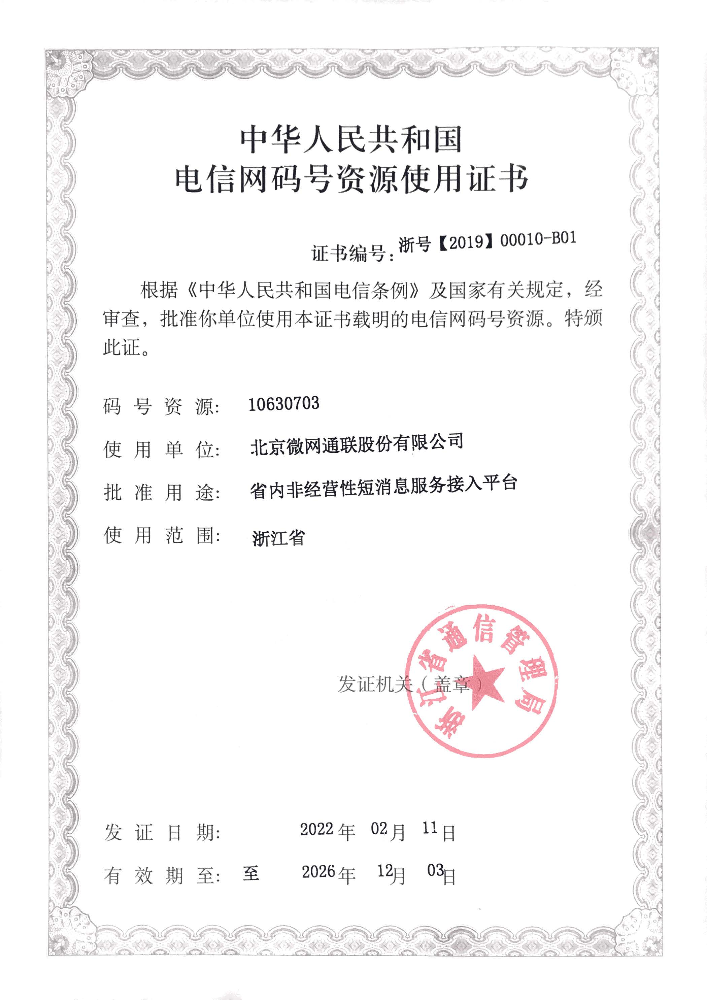 中华人民共和国
电信网码号资源使用证书
证书编号：浙号【2019】00010-B01
根据《中华人民共和国电信条例》及国家有关规定，经
审查，批准你单位使用本证书载明的电信网码号资源。特颁
此证。
码号资源： 10630703
使用单位： 北京微网通联股份有限公司
批准用途： 省内非经营性短消息服务接入平台
使用范围： 浙江省
浙江省通信管理局
发证机关（盖章）
发证日期： 2022年 02月 11日
有效期至： 至 2026年 12月 03日